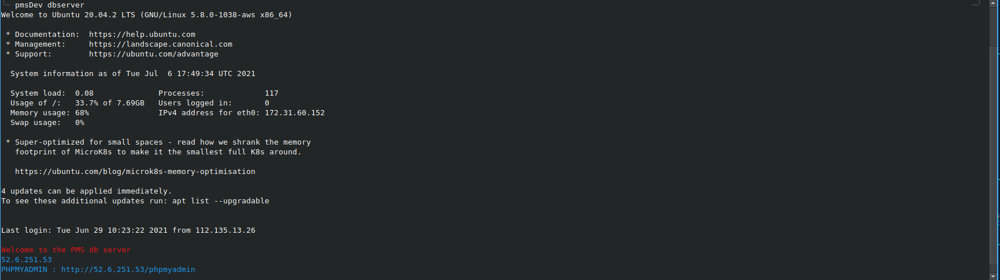 pmsDev dbserver
Welcome to Ubuntu 20.04.2 LTS (GNU/Linux 5.8.0-1038-aws x86_64)
* Documentation:  https://help.ubuntu.com
* Management:     https://landscape.canonical.com
* Support:        https://ubuntu.com/advantage
System information as of Tue Jul  6 17:49:34 UTC 2021
System load:  0.08              Processes:             117
Usage of /:   33.7% of 7.69GB   Users logged in:       0
Memory usage: 68%               IPv4 address for eth0: 172.31.60.152
Swap usage:   0%
* Super-optimized for small spaces - read how we shrank the memory
footprint of MicroK8s to make it the smallest full K8s around.
https://ubuntu.com/blog/microk8s-memory-optimisation
4 updates can be applied immediately.
To see these additional updates run: apt list --upgradable
Last login: Tue Jun 29 10:23:22 2021 from 112.135.13.26
Welcome to the PMS db server
52.6.251.53
PHPMYADMIN : http://52.6.251.53/phpmyadmin